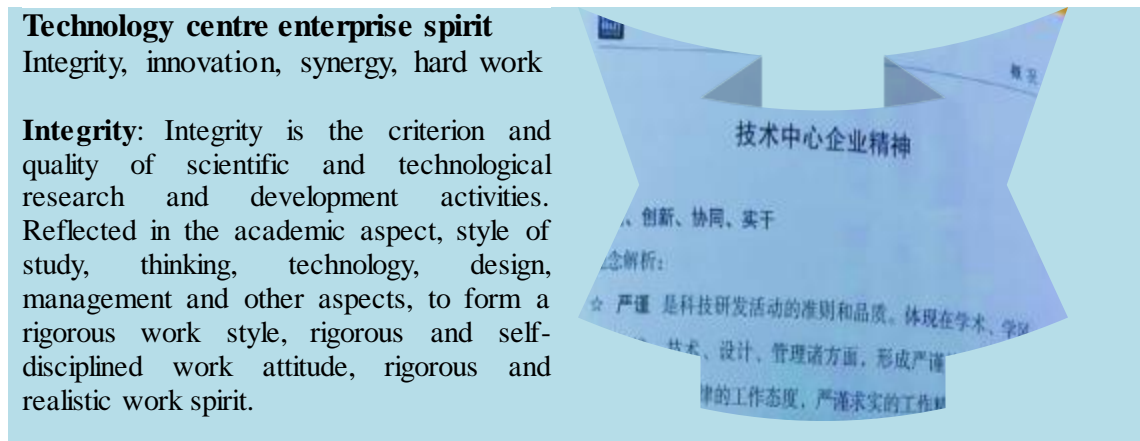 Technology centre enterprise spirit
Integrity, innovation, synergy, hard work
Integrity: Integrity is the criterion and
quality of scientific and technological
research and development activities.
Reflected in the academic aspect, style of
study, thinking, technology, design,
management and other aspects, to form a
rigorous work style, rigorous and self-
disciplined work attitude, rigorous and
realistic work spirit.
概况
技术中心企业精神
、创新、协同、实干
念解析：
☆ 严谨 是科技研发活动的准则和品质。体现在学术、学风
技术、设计、管理诸方面，形成严谨
律的工作态度，严谨求实的工作精